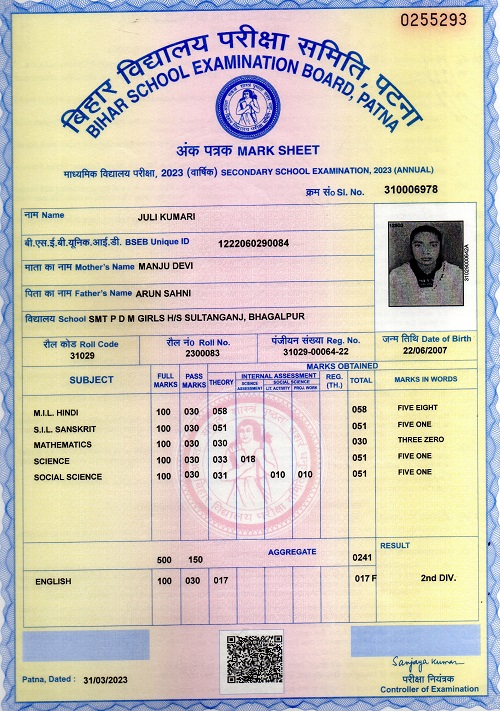 0255293
बिहार विद्यालय परीक्षा समिति, पटना
BIHAR SCHOOL EXAMINATION BOARD, PATNA
अंक पत्रक MARK SHEET
माध्यमिक विद्यालय परीक्षा, 2023 (वार्षिक) SECONDARY SCHOOL EXAMINATION, 2023 (ANNUAL)
क्रम सं० Sl. No. 310006978
नाम Name JULI KUMARI
बी.एस.ई.बी.यूनिक.आई.डी. BSEB Unique ID 1222060290084
माता का नाम Mother's Name MANJU DEVI
पिता का नाम Father's Name ARUN SAHNI
विद्यालय School SMT P D M GIRLS H/S SULTANGANJ, BHAGALPUR
रौल कोड Roll Code रौल नं० Roll No. पंजीयन संख्या Reg. No. जन्म तिथि Date of Birth
31029 2300083 31029-00064-22 22/06/2007
MARKS OBTAINED
SUBJECT FULL MARKS PASS MARKS THEORY INTERNAL ASSESSMENT SCIENCE ASSESSMENT SOCIAL SCIENCE LIT. ACTIVITY PROJ. WORK REG. (TH.) TOTAL MARKS IN WORDS
M.I.L. HINDI 100 030 058 058 FIVE EIGHT
S.I.L. SANSKRIT 100 030 051 051 FIVE ONE
MATHEMATICS 100 030 030 030 THREE ZERO
SCIENCE 100 030 033 018 051 FIVE ONE
SOCIAL SCIENCE 100 030 031 010 010 051 FIVE ONE
500 150 AGGREGATE 0241 RESULT
ENGLISH 100 030 017 017 F 2nd DIV.
Patna, Dated : 31/03/2023
Sanjaya Kumar
परीक्षा नियंत्रक
Controller of Examination